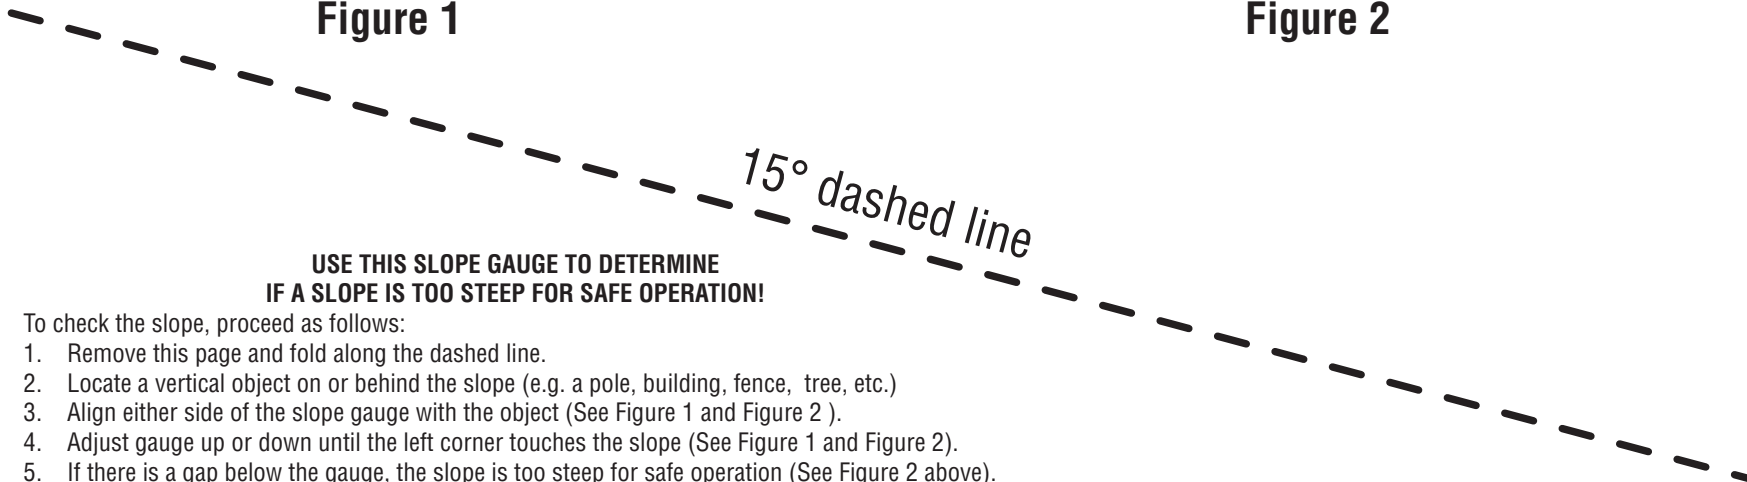 Figure 1
Figure 2
15° dashed line
USE THIS SLOPE GAUGE TO DETERMINE
IF A SLOPE IS TOO STEEP FOR SAFE OPERATION!
To check the slope, proceed as follows:
1. Remove this page and fold along the dashed line.
2. Locate a vertical object on or behind the slope (e.g. a pole, building, fence, tree, etc.)
3. Align either side of the slope gauge with the object (See Figure 1 and Figure 2 ).
4. Adjust gauge up or down until the left corner touches the slope (See Figure 1 and Figure 2).
5. If there is a gap below the gauge, the slope is too steep for safe operation (See Figure 2 above).